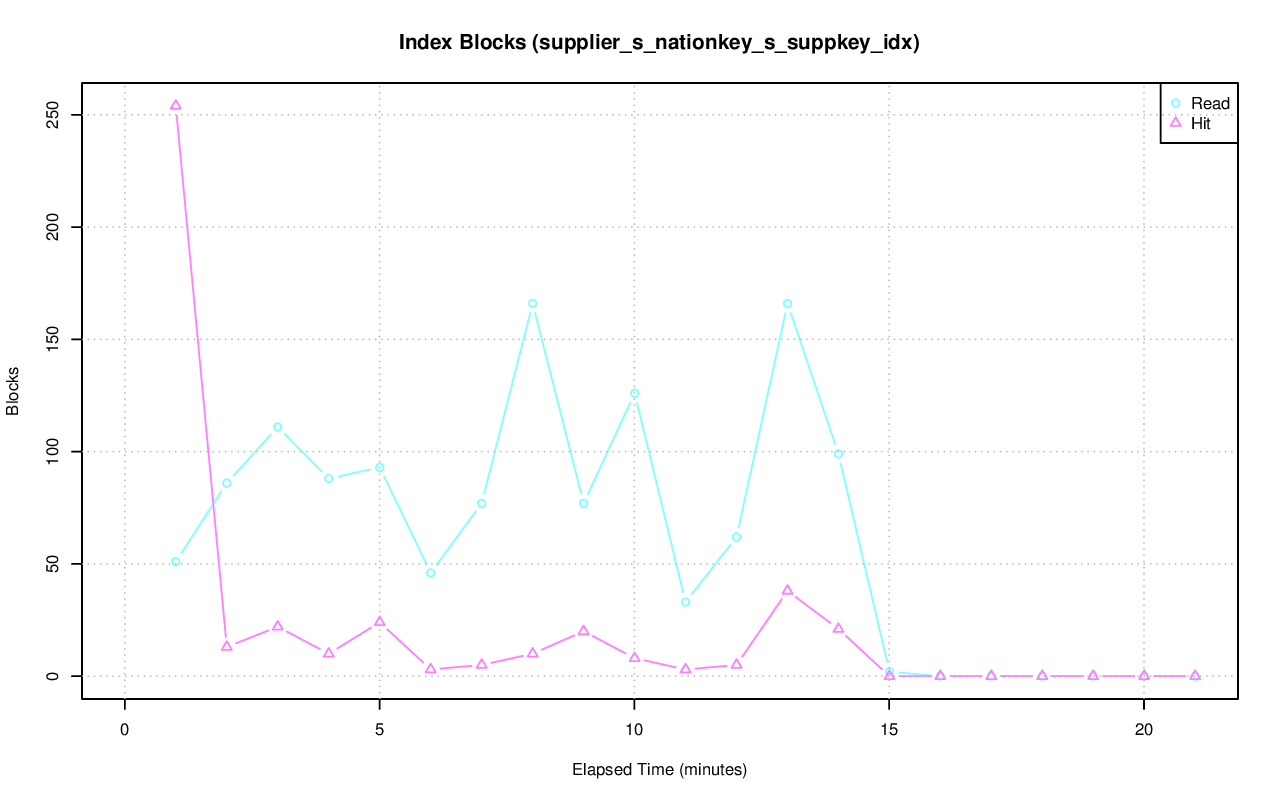 Index Blocks (supplier_s_nationkey_s_suppkey_idx)
Read
Hit
250
200
150
100
50
0
Blocks
0 5 10 15 20
Elapsed Time (minutes)